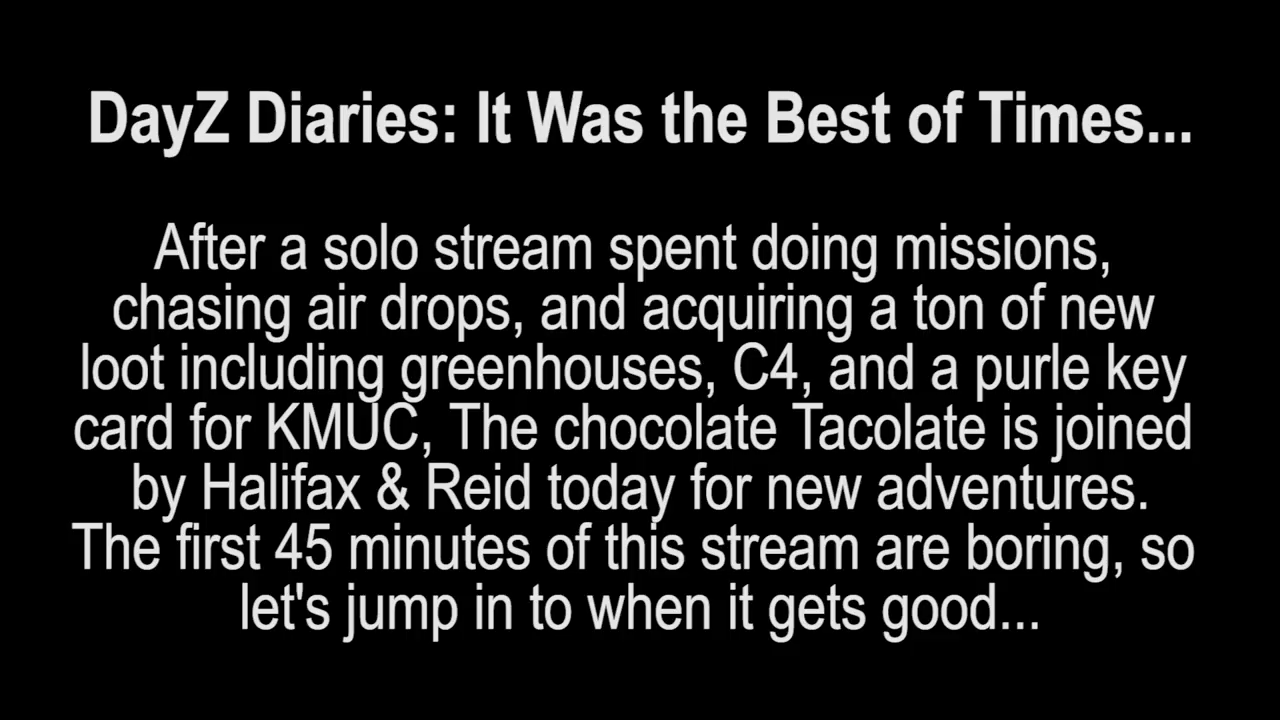 DayZ Diaries: It Was the Best of Times...
After a solo stream spent doing missions,
chasing air drops, and acquiring a ton of new
loot including greenhouses, C4, and a purle key
card for KMUC, The chocolate Tacolate is joined
by Halifax & Reid today for new adventures.
The first 45 minutes of this stream are boring, so
let's jump in to when it gets good...